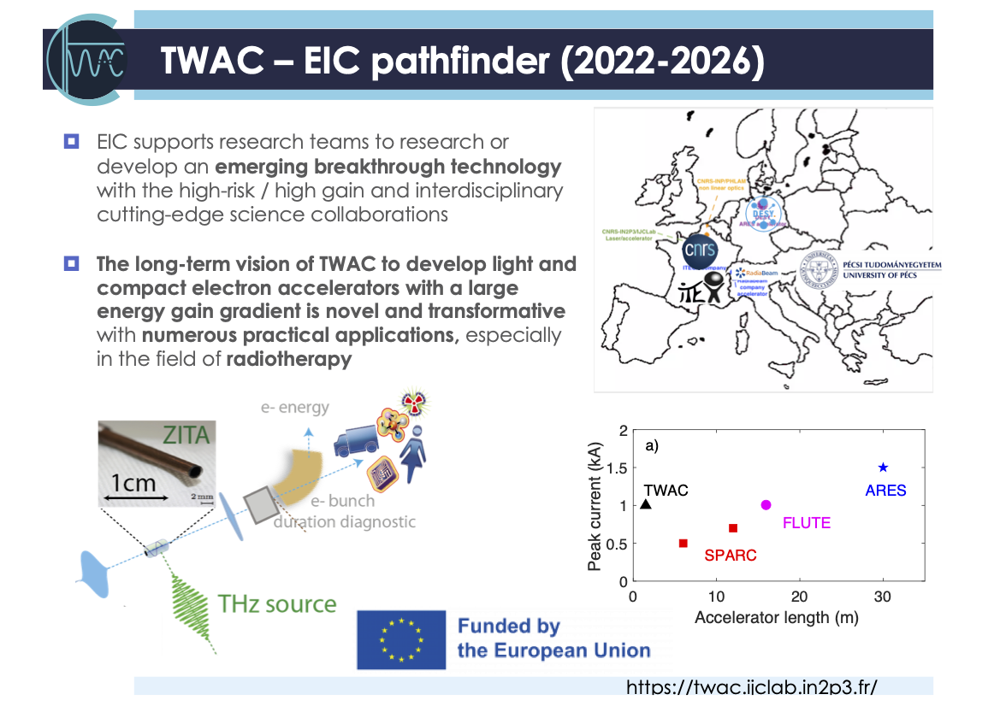 TWAC
TWAC – EIC pathfinder (2022-2026)
EIC supports research teams to research or
develop an emerging breakthrough technology
with the high-risk / high gain and interdisciplinary
cutting-edge science collaborations
The long-term vision of TWAC to develop light and
compact electron accelerators with a large
energy gain gradient is novel and transformative
with numerous practical applications, especially
in the field of radiotherapy
CNRS-INP/PHLAM
non linear optics
DESY
CNRS-IN2P3/IJCLab
Laser/accelerator
cnrs
RadiaBeam
Radiabeam
company
accelerator
iTEX
PÉCSI TUDOMÁNYEGYETEM
UNIVERSITY OF PÉCS
ZITA
1cm
2 mm
e- energy
e- bunch
duration diagnostic
THz source
a)
Peak current (kA)
2
1.5
1
0.5
0
TWAC
SPARC
FLUTE
ARES
0
10
20
30
Accelerator length (m)
Funded by
the European Union
https://twac.ijclab.in2p3.fr/